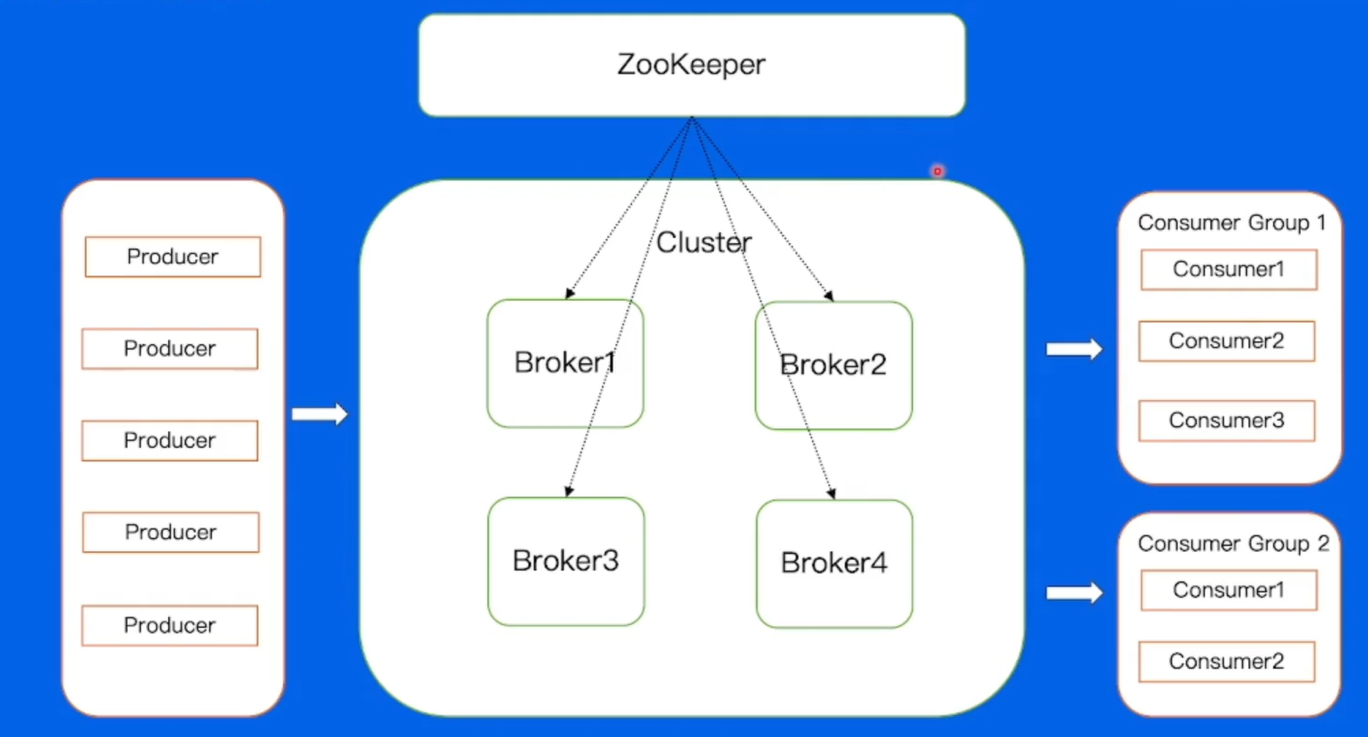 ZooKeeper
Cluster
Producer
Producer
Producer
Producer
Producer
Broker1
Broker2
Broker3
Broker4
Consumer Group 1
Consumer1
Consumer2
Consumer3
Consumer Group 2
Consumer1
Consumer2